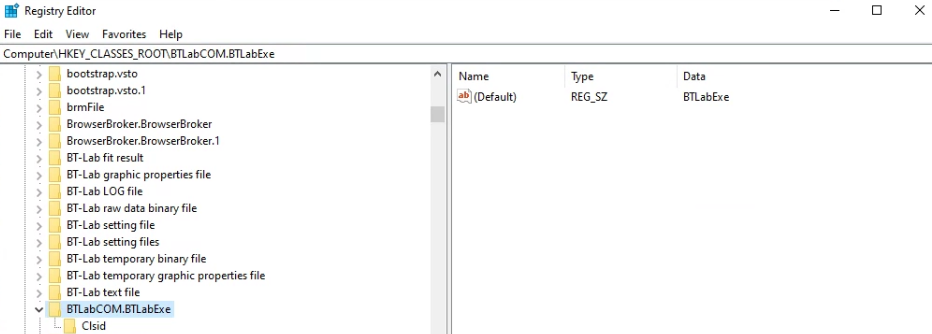 Registry Editor
File Edit View Favorites Help
Computer\HKEY_CLASSES_ROOT\BTLabCOM.BTLabExe
bootstrap.vsto
bootstrap.vsto.1
brmFile
BrowserBroker.BrowserBroker
BrowserBroker.BrowserBroker.1
BT-Lab fit result
BT-Lab graphic properties file
BT-Lab LOG file
BT-Lab raw data binary file
BT-Lab setting file
BT-Lab setting files
BT-Lab temporary binary file
BT-Lab temporary graphic properties file
BT-Lab text file
BTLabCOM.BTLabExe
Clsid
Name Type Data
ab (Default) REG_SZ BTLabExe